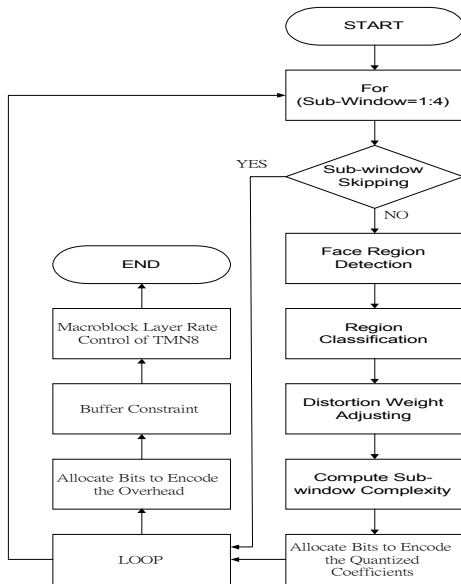 START
For
(Sub-Window=1:4)
YES
Sub-window
Skipping
NO
Face Region
Detection
END
Macroblock Layer Rate
Control of TMN8
Region
Classification
Buffer Constraint
Distortion Weight
Adjusting
Allocate Bits to Encode
the Overhead
Compute Sub-
window Complexity
LOOP
Allocate Bits to Encode
the Quantized
Coefficients